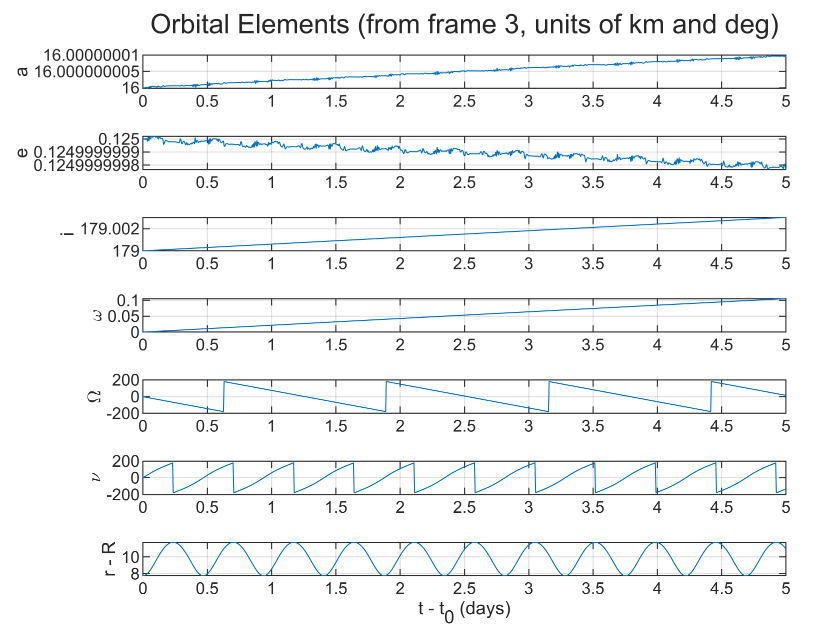 Orbital Elements (from frame 3, units of km and deg)
16.00000001
16.000000005
16
a
0 0.5 1 1.5 2 2.5 3 3.5 4 4.5 5
0.125
0.1249999999
0.1249999998
e
0 0.5 1 1.5 2 2.5 3 3.5 4 4.5 5
179.002
179
i
0 0.5 1 1.5 2 2.5 3 3.5 4 4.5 5
0.1
0.05
0
ω
0 0.5 1 1.5 2 2.5 3 3.5 4 4.5 5
200
0
-200
Ω
0 0.5 1 1.5 2 2.5 3 3.5 4 4.5 5
200
0
-200
ν
0 0.5 1 1.5 2 2.5 3 3.5 4 4.5 5
10
8
r - R
0 0.5 1 1.5 2 2.5 3 3.5 4 4.5 5
t - t0 (days)